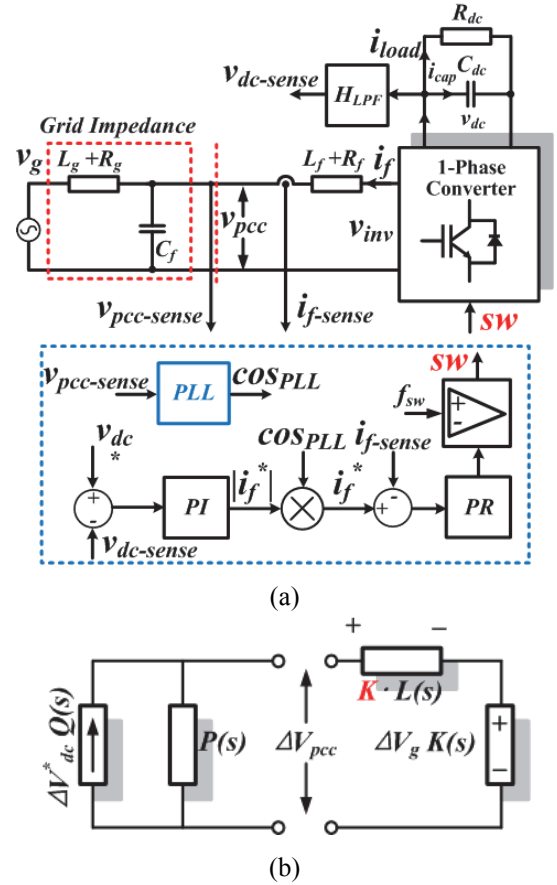 R_dc
i_load
i_cap C_dc
v_dc-sense
H_LPF
v_dc
Grid Impedance
v_g
L_g +R_g
L_f +R_f
i_f
1-Phase
Converter
C_f
v_pcc
v_inv
v_pcc-sense
i_f-sense
sw
v_pcc-sense
PLL
cos_PLL
sw
f_sw
+
-
v_dc
*
cos_PLL i_f-sense
+
-
PI
|i_f^*|
i_f^*
+
-
PR
v_dc-sense
(a)
+ −
K · L(s)
ΔV^*_dc Q(s)
P(s)
ΔV_pcc
ΔV_g K(s)
+
−
(b)